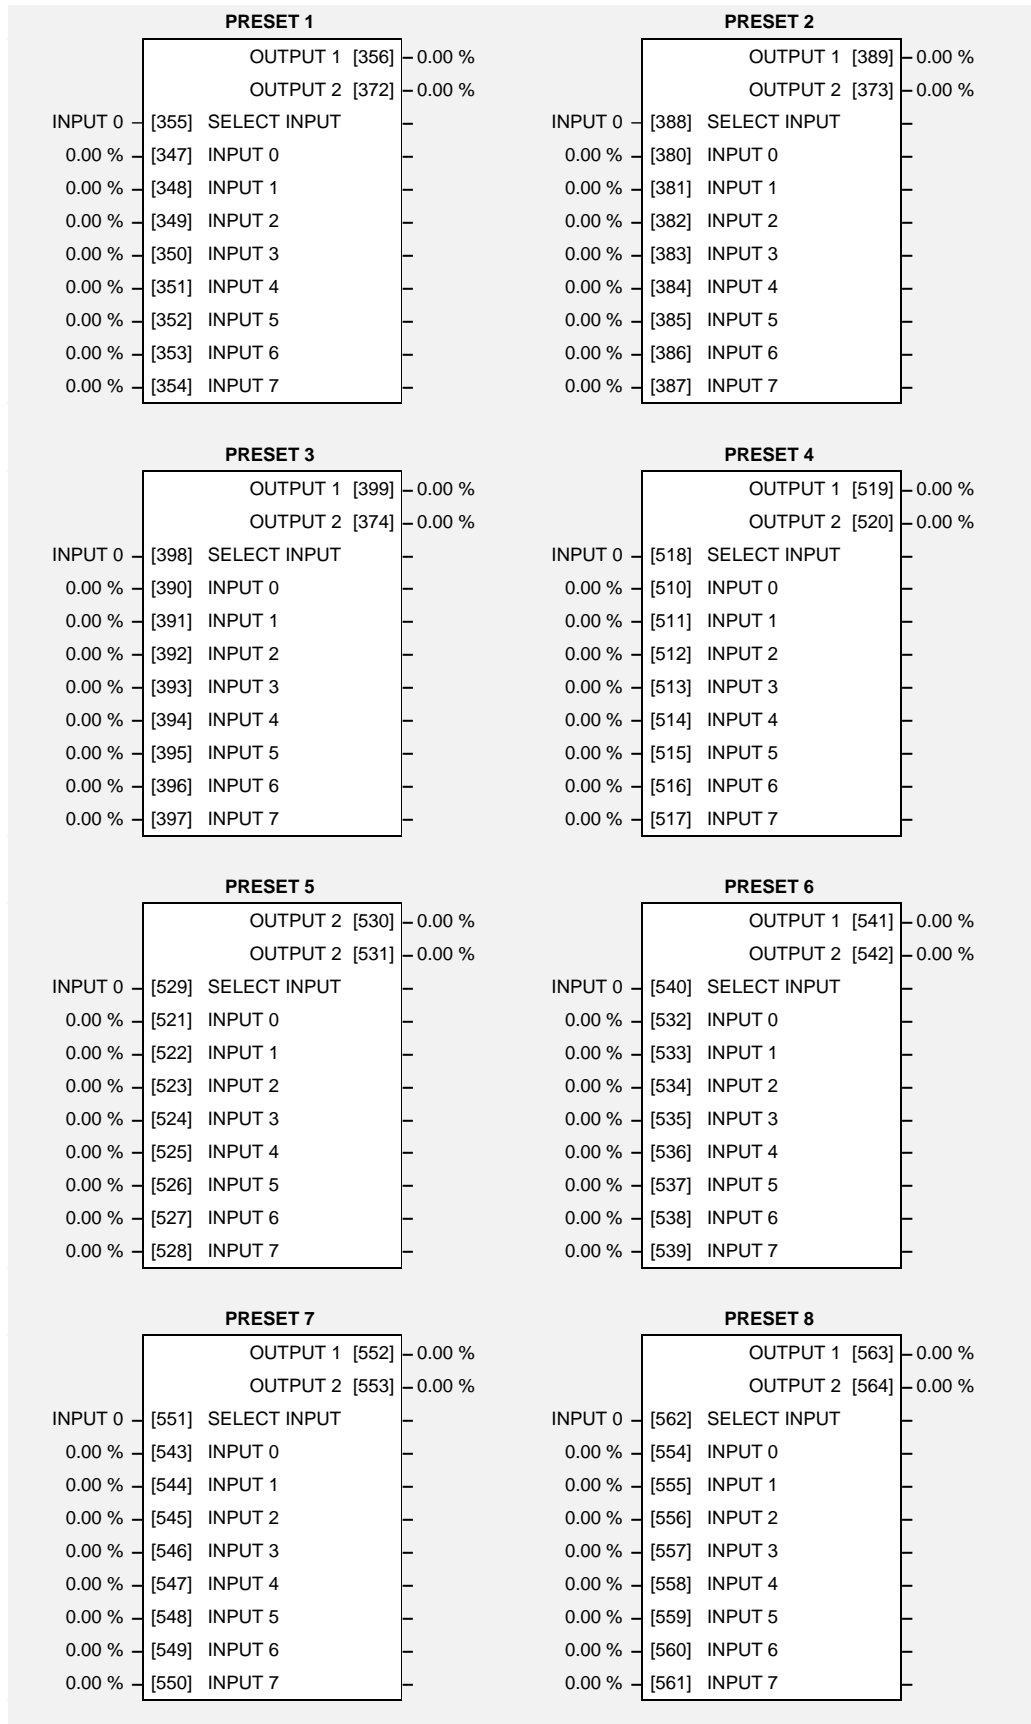 PRESET 1
OUTPUT 1 [356] – 0.00 %
OUTPUT 2 [372] – 0.00 %
INPUT 0 – [355] SELECT INPUT –
0.00 % – [347] INPUT 0 –
0.00 % – [348] INPUT 1 –
0.00 % – [349] INPUT 2 –
0.00 % – [350] INPUT 3 –
0.00 % – [351] INPUT 4 –
0.00 % – [352] INPUT 5 –
0.00 % – [353] INPUT 6 –
0.00 % – [354] INPUT 7 –
PRESET 2
OUTPUT 1 [389] – 0.00 %
OUTPUT 2 [373] – 0.00 %
INPUT 0 – [388] SELECT INPUT –
0.00 % – [380] INPUT 0 –
0.00 % – [381] INPUT 1 –
0.00 % – [382] INPUT 2 –
0.00 % – [383] INPUT 3 –
0.00 % – [384] INPUT 4 –
0.00 % – [385] INPUT 5 –
0.00 % – [386] INPUT 6 –
0.00 % – [387] INPUT 7 –
PRESET 3
OUTPUT 1 [399] – 0.00 %
OUTPUT 2 [374] – 0.00 %
INPUT 0 – [398] SELECT INPUT –
0.00 % – [390] INPUT 0 –
0.00 % – [391] INPUT 1 –
0.00 % – [392] INPUT 2 –
0.00 % – [393] INPUT 3 –
0.00 % – [394] INPUT 4 –
0.00 % – [395] INPUT 5 –
0.00 % – [396] INPUT 6 –
0.00 % – [397] INPUT 7 –
PRESET 4
OUTPUT 1 [519] – 0.00 %
OUTPUT 2 [520] – 0.00 %
INPUT 0 – [518] SELECT INPUT –
0.00 % – [510] INPUT 0 –
0.00 % – [511] INPUT 1 –
0.00 % – [512] INPUT 2 –
0.00 % – [513] INPUT 3 –
0.00 % – [514] INPUT 4 –
0.00 % – [515] INPUT 5 –
0.00 % – [516] INPUT 6 –
0.00 % – [517] INPUT 7 –
PRESET 5
OUTPUT 2 [530] – 0.00 %
OUTPUT 2 [531] – 0.00 %
INPUT 0 – [529] SELECT INPUT –
0.00 % – [521] INPUT 0 –
0.00 % – [522] INPUT 1 –
0.00 % – [523] INPUT 2 –
0.00 % – [524] INPUT 3 –
0.00 % – [525] INPUT 4 –
0.00 % – [526] INPUT 5 –
0.00 % – [527] INPUT 6 –
0.00 % – [528] INPUT 7 –
PRESET 6
OUTPUT 1 [541] – 0.00 %
OUTPUT 2 [542] – 0.00 %
INPUT 0 – [540] SELECT INPUT –
0.00 % – [532] INPUT 0 –
0.00 % – [533] INPUT 1 –
0.00 % – [534] INPUT 2 –
0.00 % – [535] INPUT 3 –
0.00 % – [536] INPUT 4 –
0.00 % – [537] INPUT 5 –
0.00 % – [538] INPUT 6 –
0.00 % – [539] INPUT 7 –
PRESET 7
OUTPUT 1 [552] – 0.00 %
OUTPUT 2 [553] – 0.00 %
INPUT 0 – [551] SELECT INPUT –
0.00 % – [543] INPUT 0 –
0.00 % – [544] INPUT 1 –
0.00 % – [545] INPUT 2 –
0.00 % – [546] INPUT 3 –
0.00 % – [547] INPUT 4 –
0.00 % – [548] INPUT 5 –
0.00 % – [549] INPUT 6 –
0.00 % – [550] INPUT 7 –
PRESET 8
OUTPUT 1 [563] – 0.00 %
OUTPUT 2 [564] – 0.00 %
INPUT 0 – [562] SELECT INPUT –
0.00 % – [554] INPUT 0 –
0.00 % – [555] INPUT 1 –
0.00 % – [556] INPUT 2 –
0.00 % – [557] INPUT 3 –
0.00 % – [558] INPUT 4 –
0.00 % – [559] INPUT 5 –
0.00 % – [560] INPUT 6 –
0.00 % – [561] INPUT 7 –